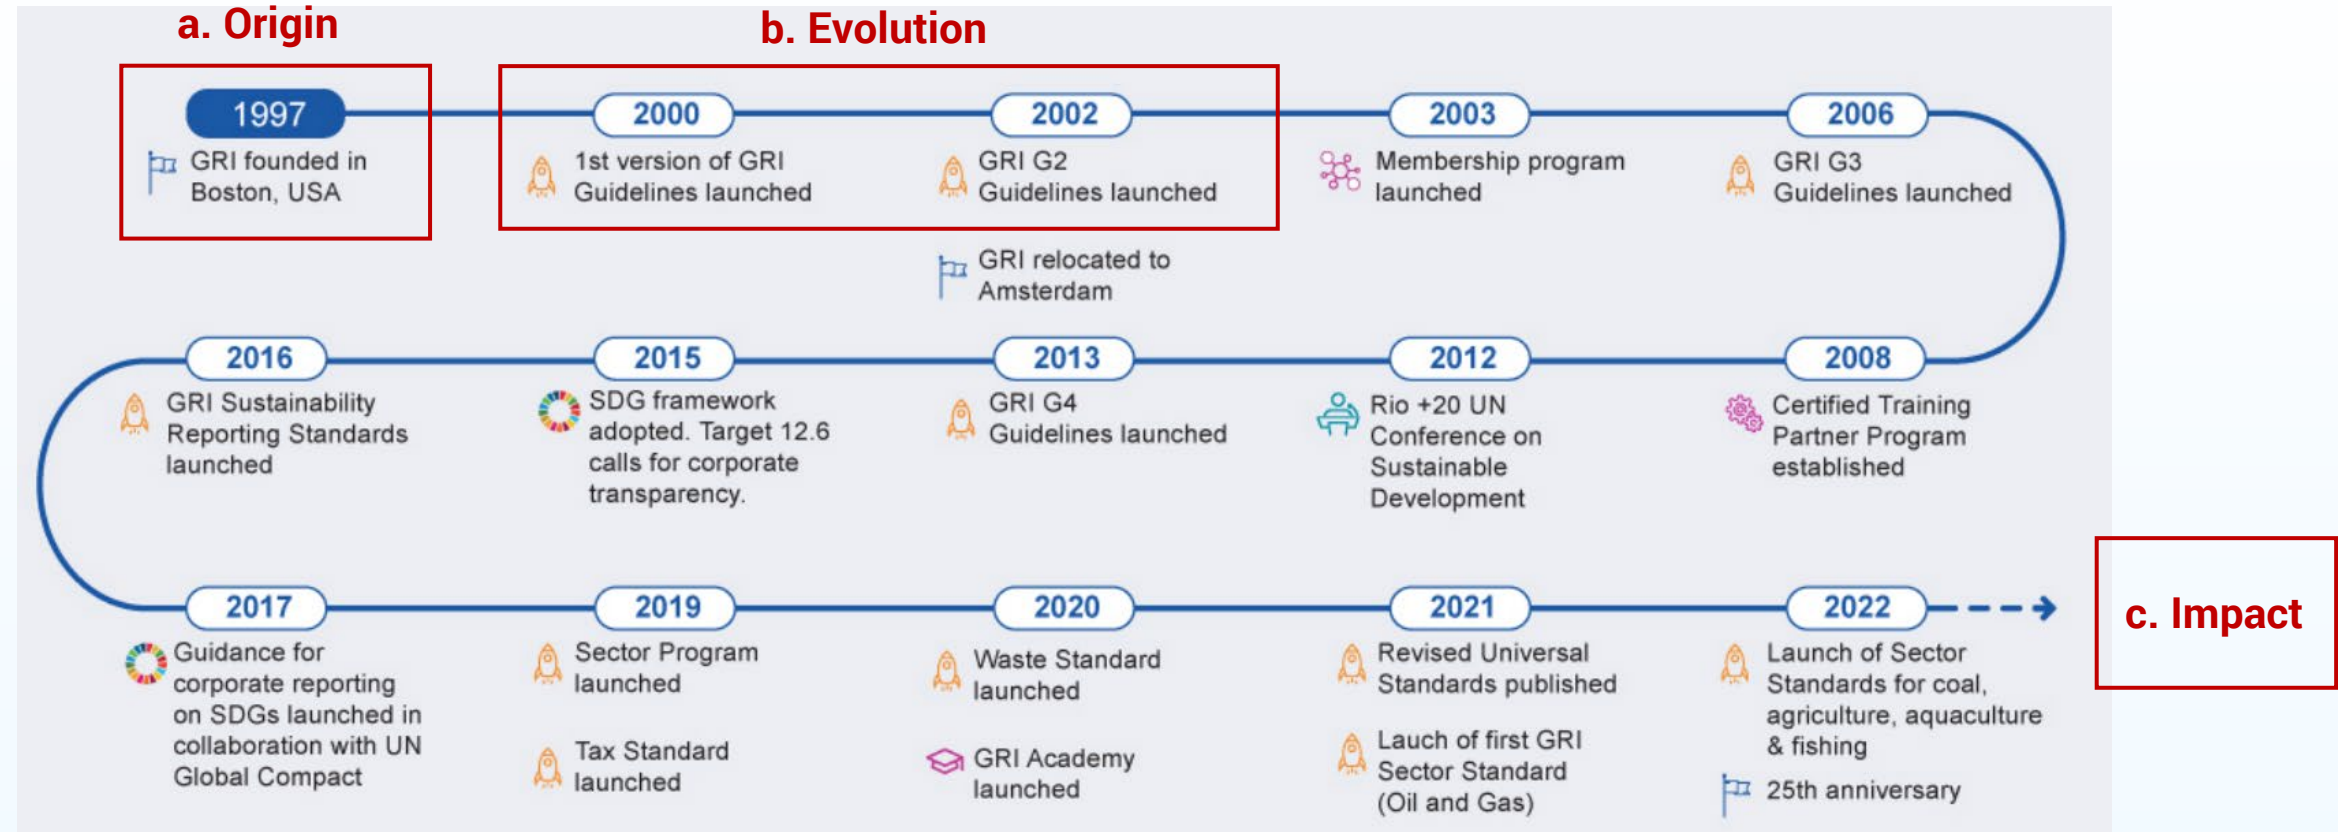 a. Origin
b. Evolution
1997
GRI founded in
Boston, USA
2000
1st version of GRI
Guidelines launched
2002
GRI G2
Guidelines launched
GRI relocated to
Amsterdam
2003
Membership program
launched
2006
GRI G3
Guidelines launched
2008
Certified Training
Partner Program
established
2012
Rio +20 UN
Conference on
Sustainable
Development
2013
GRI G4
Guidelines launched
2015
SDG framework
adopted. Target 12.6
calls for corporate
transparency.
2016
GRI Sustainability
Reporting Standards
launched
2017
Guidance for
corporate reporting
on SDGs launched in
collaboration with UN
Global Compact
2019
Sector Program
launched
Tax Standard
launched
2020
Waste Standard
launched
GRI Academy
launched
2021
Revised Universal
Standards published
Lauch of first GRI
Sector Standard
(Oil and Gas)
2022
Launch of Sector
Standards for coal,
agriculture, aquaculture
& fishing
25th anniversary
c. Impact